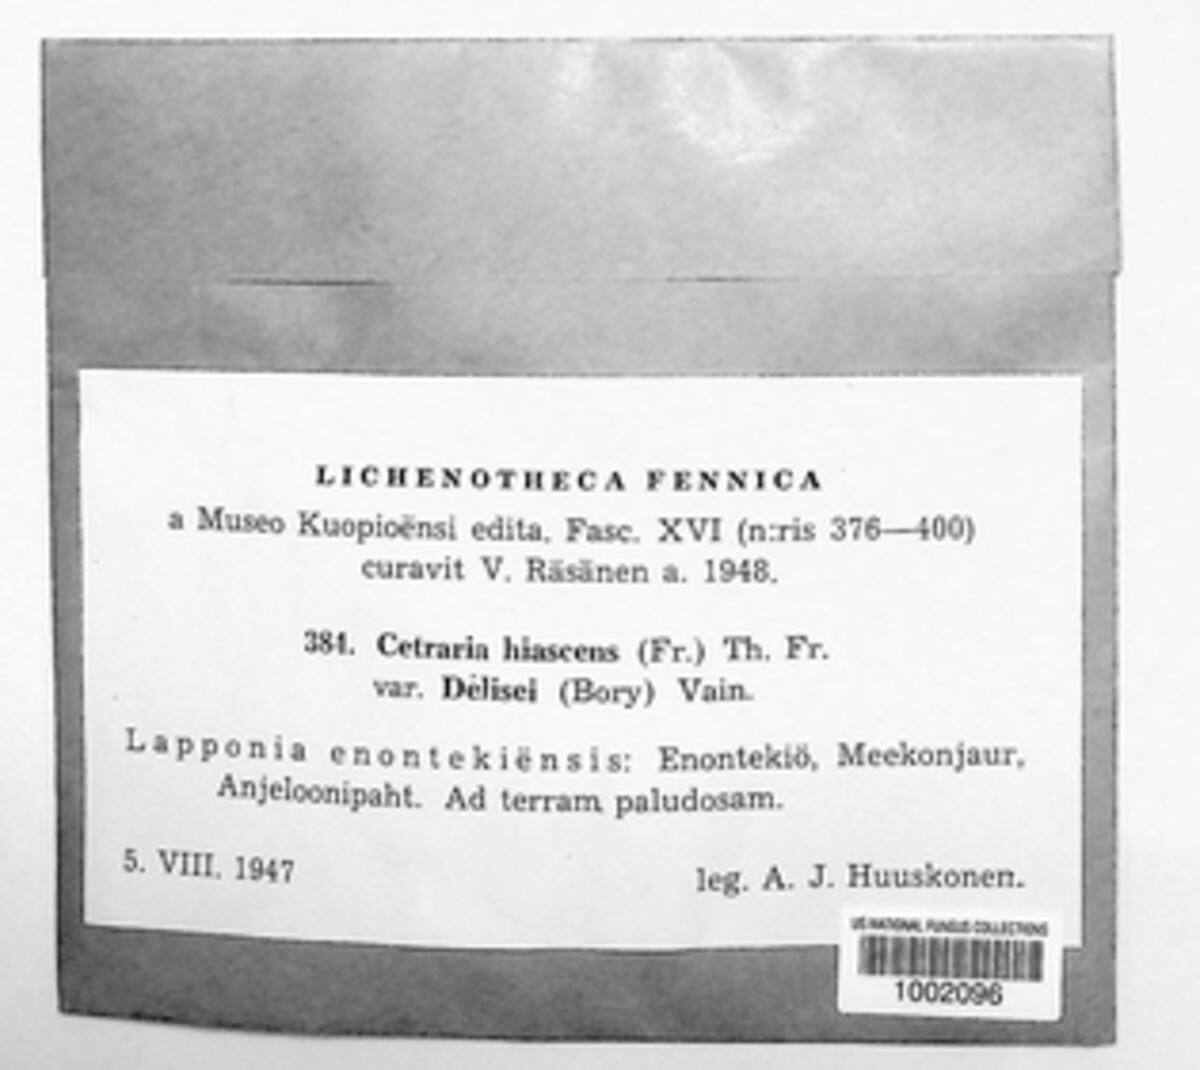 LICHENOTHECA FENNICA
a Museo Kuopioënsi edita, Fasc. XVI (n:ris 376—400)
curavit V. Räsänen a. 1948.
384. Cetraria hiascens (Fr.) Th. Fr.
var. Delisei (Bory) Vain.
Lapponia enontekiënsis: Enontekiö, Meekonjaur,
Anjeloonipaht. Ad terram paludosam.
5. VIII. 1947
leg. A. J. Huuskonen.
US NATIONAL FUNGUS COLLECTIONS
1002096